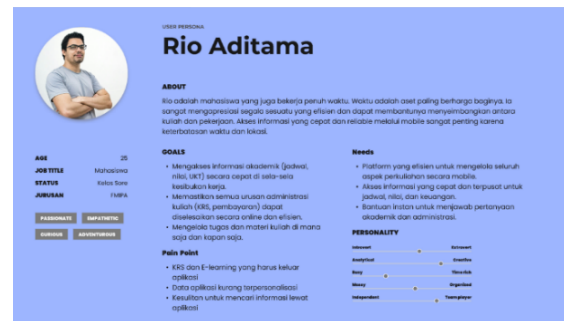 USER PERSONA
Rio Aditama
ABOUT
Rio adalah mahasiswa yang juga bekerja penuh waktu. Waktu adalah aset paling berharga baginya. Ia
sangat mengapresiasi segala sesuatu yang efisien dan dapat membantunya menyeimbangkan antara
kuliah dan pekerjaan. Akses informasi yang cepat dan reliable melalui mobile sangat penting karena
keterbatasan waktu dan lokasi.
AGE 25
JOB TITLE Mahasiswa
STATUS Kelas Sore
JURUSAN FMIPA
PASSIONATE EMPATHETIC
CURIOUS ADVENTUROUS
GOALS
• Mengakses informasi akademik (jadwal,
nilai, UKT) secara cepat di sela-sela
kesibukan kerja.
• Memastikan semua urusan administrasi
kuliah (KRS, pembayaran) dapat
diselesaikan secara online dan efisien.
• Mengelola tugas dan materi kuliah di mana
saja dan kapan saja.
Pain Point
• KRS dan E-learning yang harus keluar
aplikasi
• Data aplikasi kurang terpersonalisasi
• Kesulitan untuk mencari informasi lewat
aplikasi
Needs
• Platform yang efisien untuk mengelola seluruh
aspek perkuliahan secara mobile.
• Akses informasi yang cepat dan terpusat untuk
jadwal, nilai, dan keuangan.
• Bantuan instan untuk menjawab pertanyaan
akademik dan administrasi.
PERSONALITY
Introvert Extrovert
Analytical Creative
Busy Time rich
Messy Organized
Independent Team player